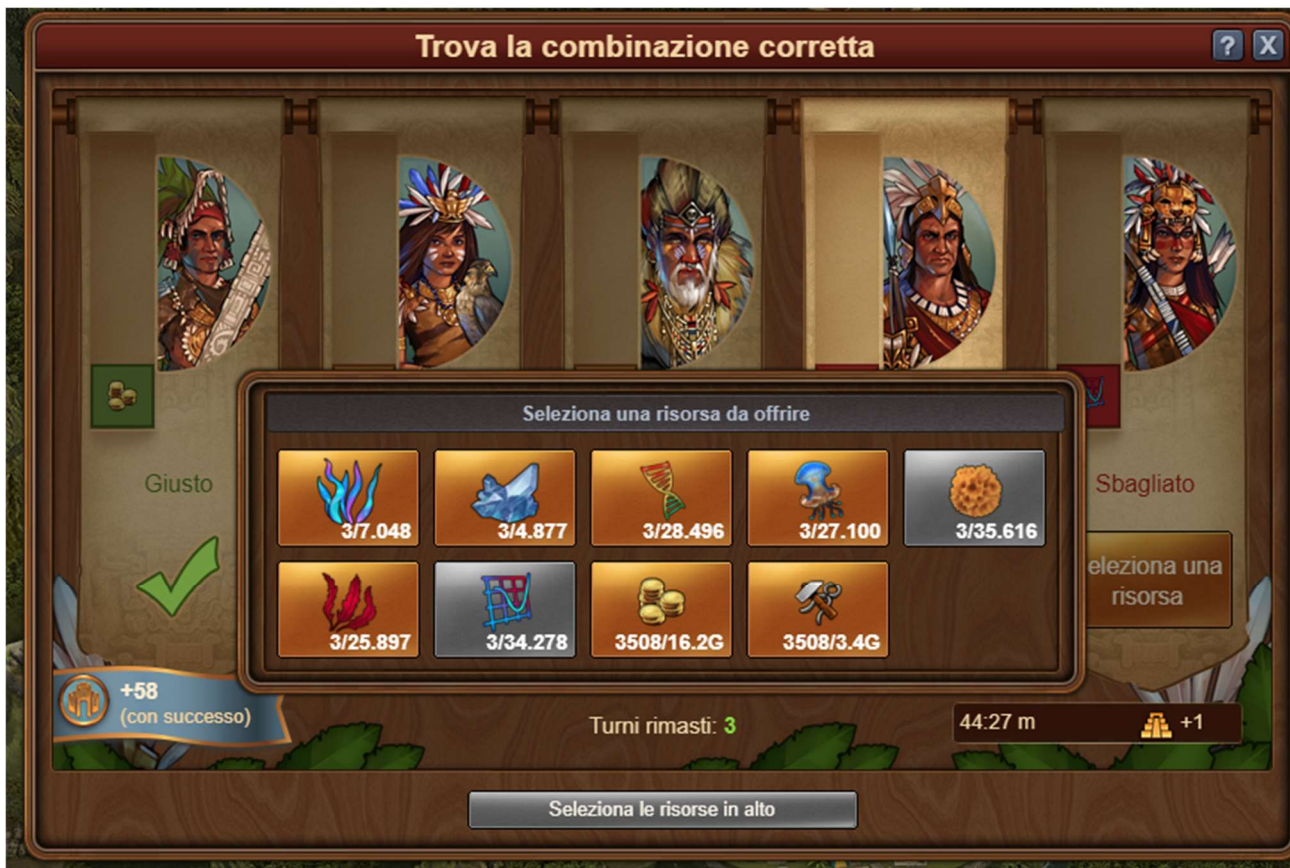 Trova la combinazione corretta
? X
Giusto
Sbagliato
Seleziona una risorsa da offrire
3/7.048
3/4.877
3/28.496
3/27.100
3/35.616
3/25.897
3/34.278
3508/16.2G
3508/3.4G
eleziona una
risorsa
+58
(con successo)
Turni rimasti: 3
44:27 m
+1
Seleziona le risorse in alto